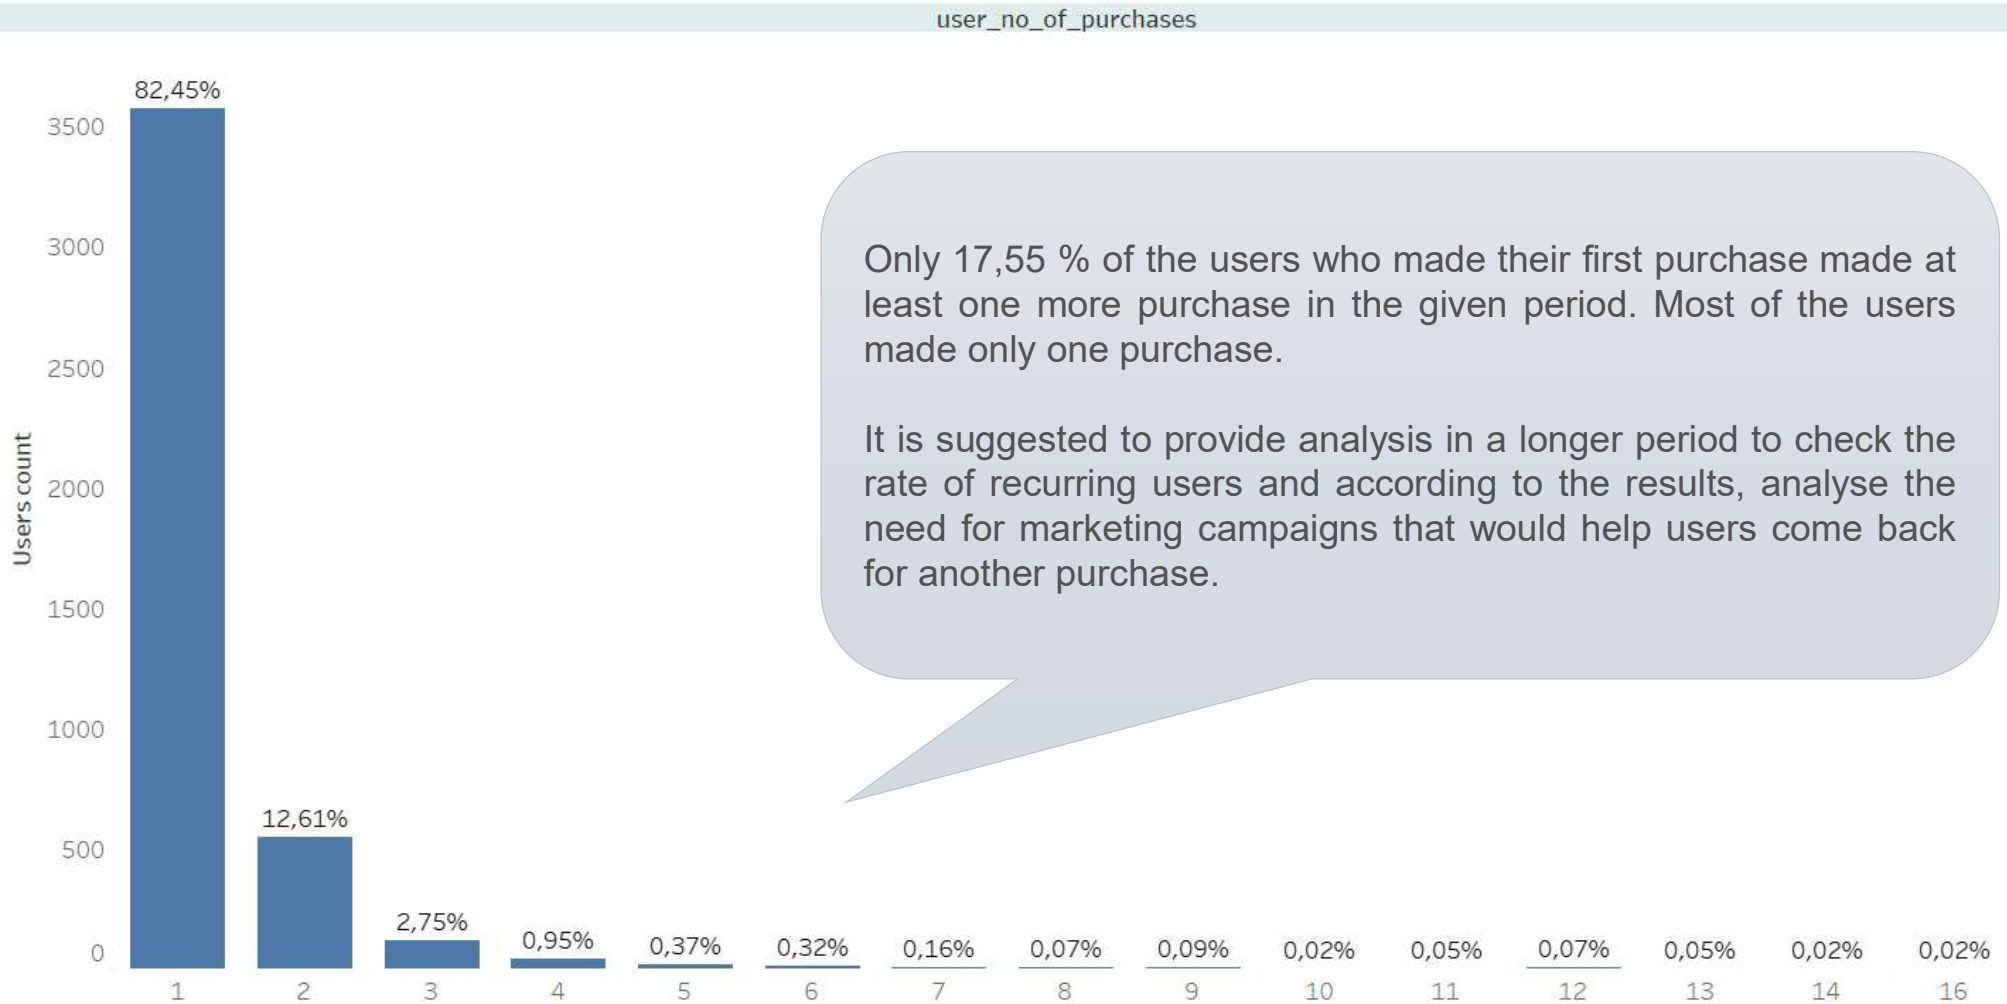 user_no_of_purchases
82,45%
3500
3000
2500
2000
1500
1000
500
0
Users count
12,61%
2,75%
0,95%
0,37%
0,32%
0,16%
0,07%
0,09%
0,02%
0,05%
0,07%
0,05%
0,02%
0,02%
1 2 3 4 5 6 7 8 9 10 11 12 13 14 16
Only 17,55 % of the users who made their first purchase made at
least one more purchase in the given period. Most of the users
made only one purchase.
It is suggested to provide analysis in a longer period to check the
rate of recurring users and according to the results, analyse the
need for marketing campaigns that would help users come back
for another purchase.